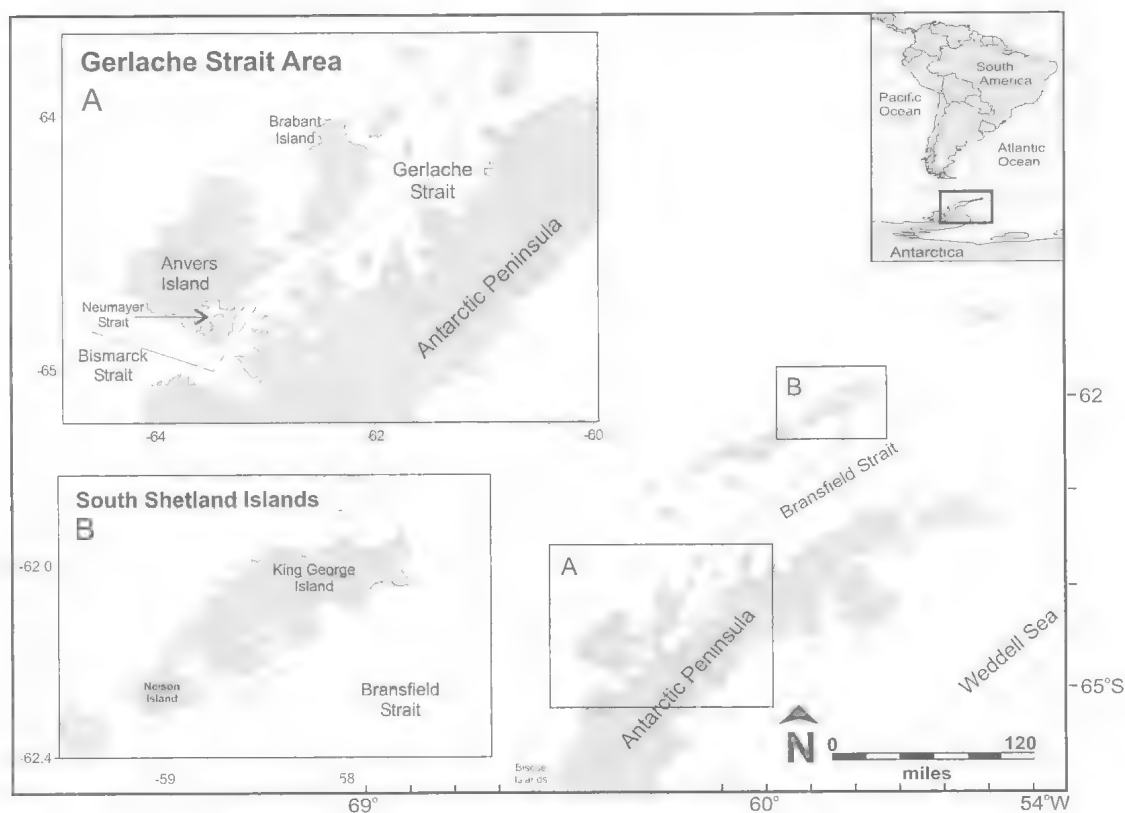 Gerlache Strait Area
A
64
Brabant
Island
Gerlache
Strait
Antarctic Peninsula
Anvers
Island
Neumayer
Strait
Bismarck
Strait
-65
-64
-62
-60
South
America
Pacific
Ocean
Atlantic
Ocean
Antarctica
B
-62
Bransfield Strait
South Shetland Islands
B
-62.0
King George
Island
Nelson
Island
Bransfield
Strait
-62.4
-59
58
A
Antarctic Peninsula
Weddell Sea
-65°S
N
0
120
miles
69°
60°
54°W